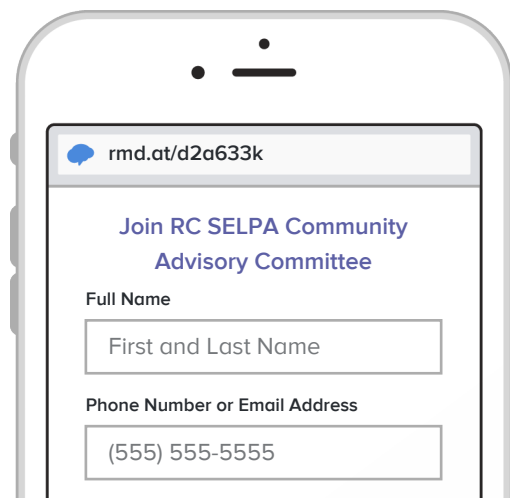 rmd.at/d2a633k
Join RC SELPA Community
Advisory Committee
Full Name
First and Last Name
Phone Number or Email Address
(555) 555-5555